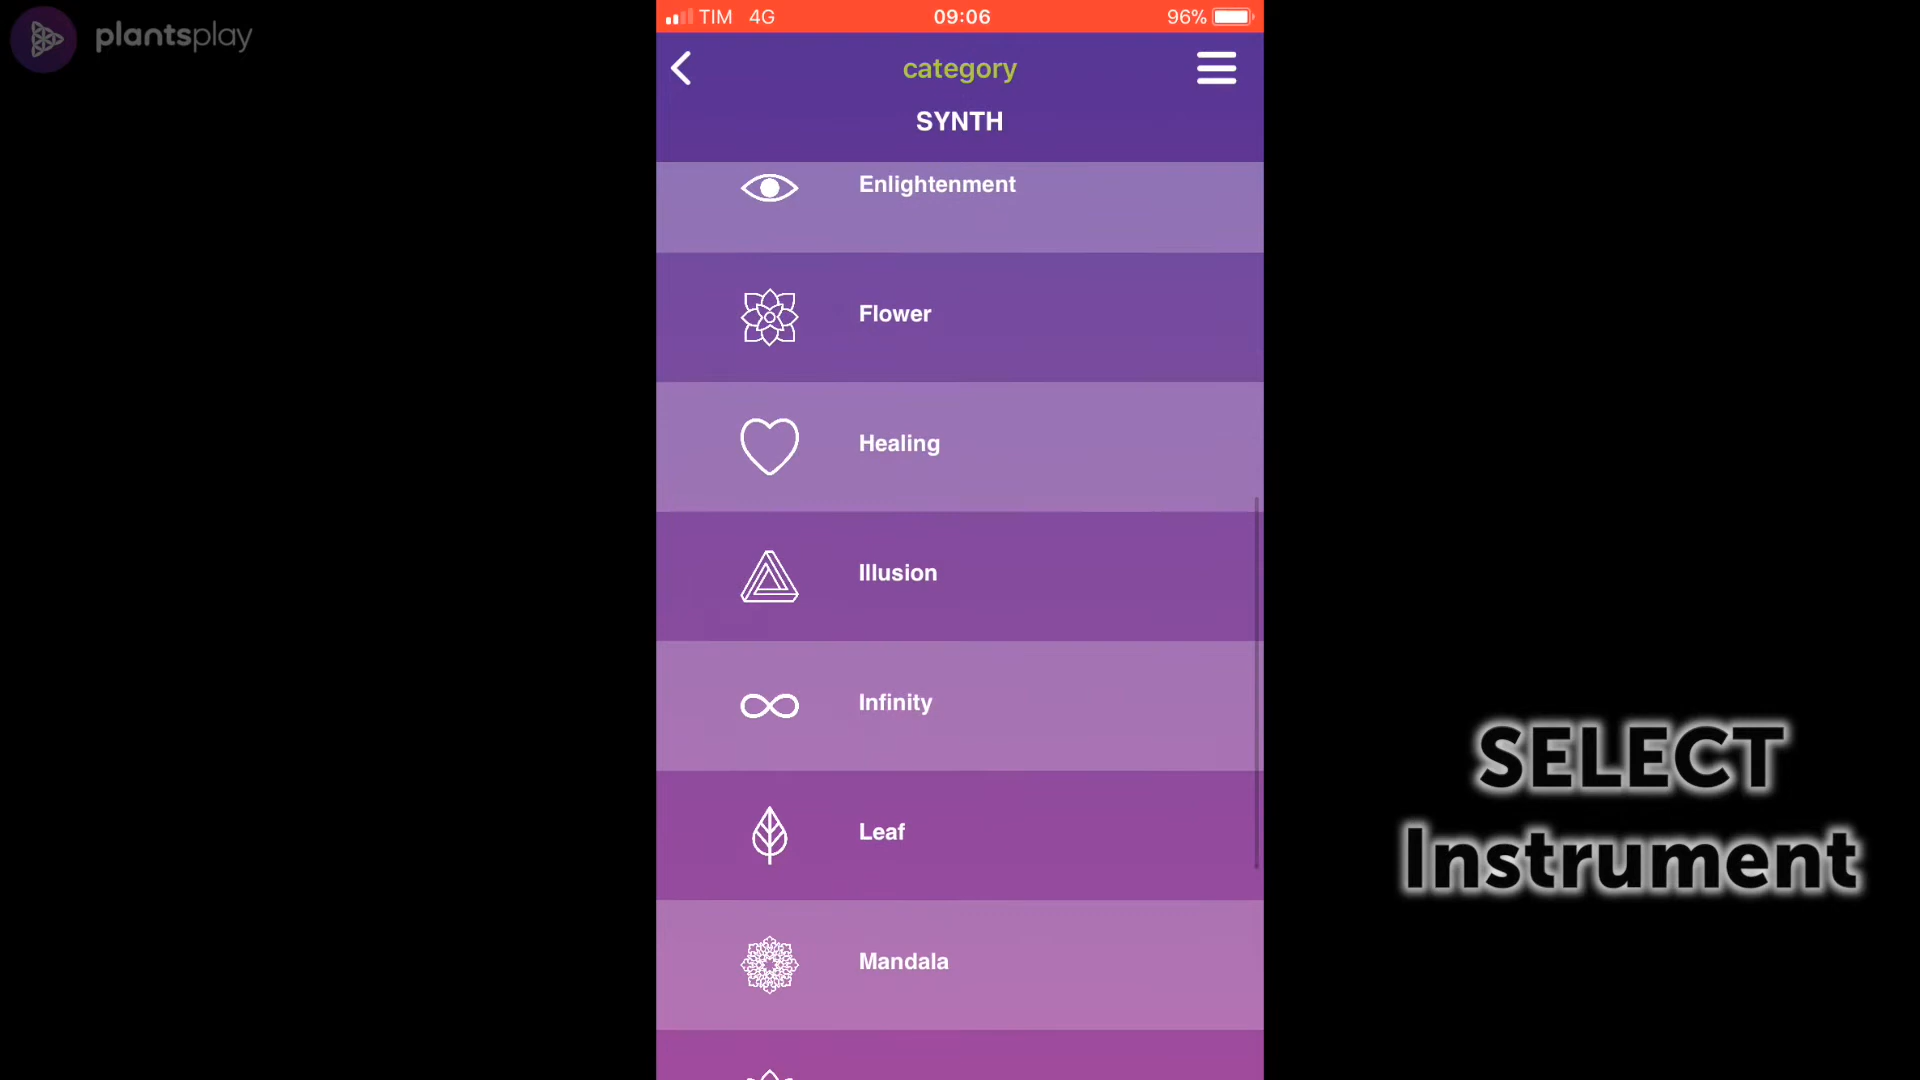 plantsplay
TIM 4G 09:06 96%
category
SYNTH
Enlightenment
Flower
Healing
Illusion
Infinity
Leaf
Mandala
SELECT
Instrument